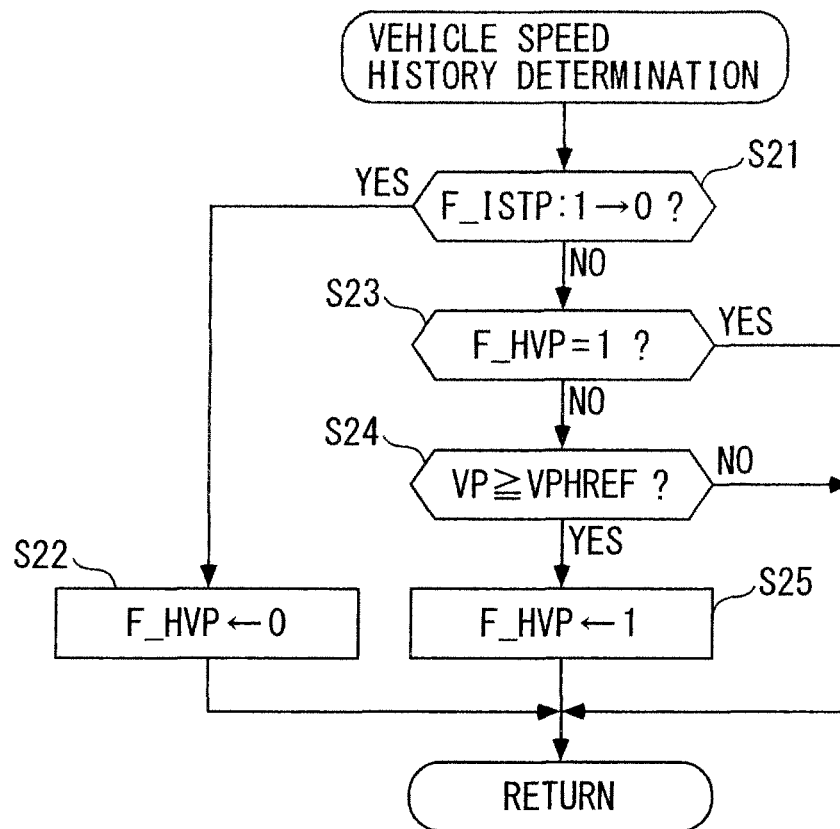 VEHICLE SPEED
HISTORY DETERMINATION
S21
YES
F_ISTP:1→0 ?
NO
S23
F_HVP=1 ?
YES
NO
S24
VP≧VPHREF ?
NO
YES
S22
F_HVP←0
S25
F_HVP←1
RETURN